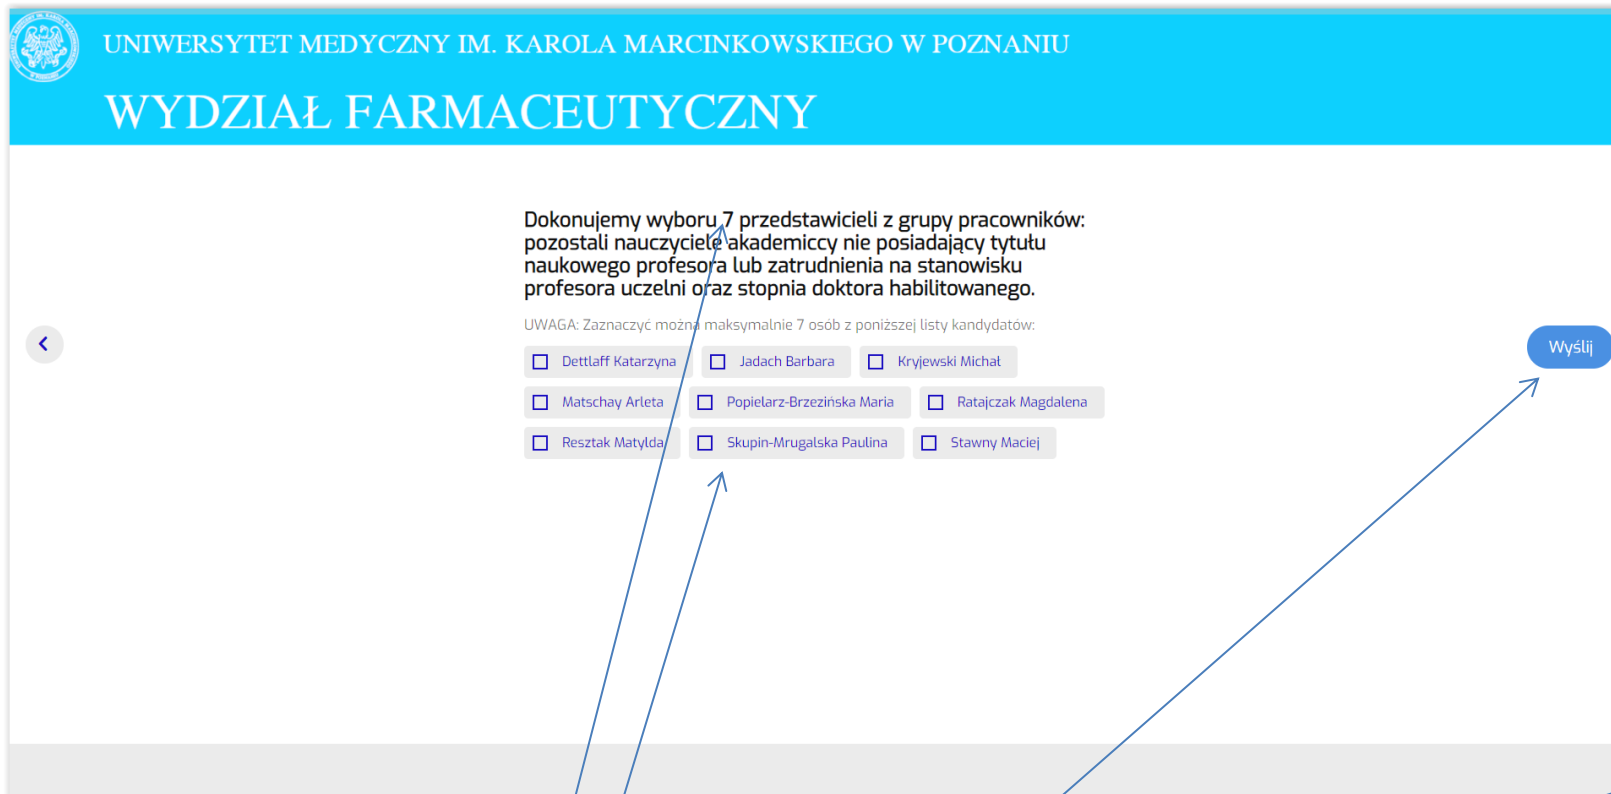 UNIWERSYTET MEDYCZNY IM. KAROLA MARCINKOWSKIEGO W POZNANIU
WYDZIAŁ FARMACEUTYCZNY
Dokonujemy wyboru 7 przedstawicieli z grupy pracowników:
pozostali nauczyciele akademiccy nie posiadający tytułu
naukowego profesora lub zatrudnienia na stanowisku
profesora uczelni oraz stopnia doktora habilitowanego.
UWAGA: Zaznaczyć można maksymalnie 7 osób z poniższej listy kandydatów:
Dettlaff Katarzyna Jadach Barbara Kryjewski Michał
Wyślij
Matschay Arleta Popielarz-Brzezińska Maria Ratajczak Magdalena
Resztak Matylda Skupin-Mrugalska Paulina Stawny Maciej